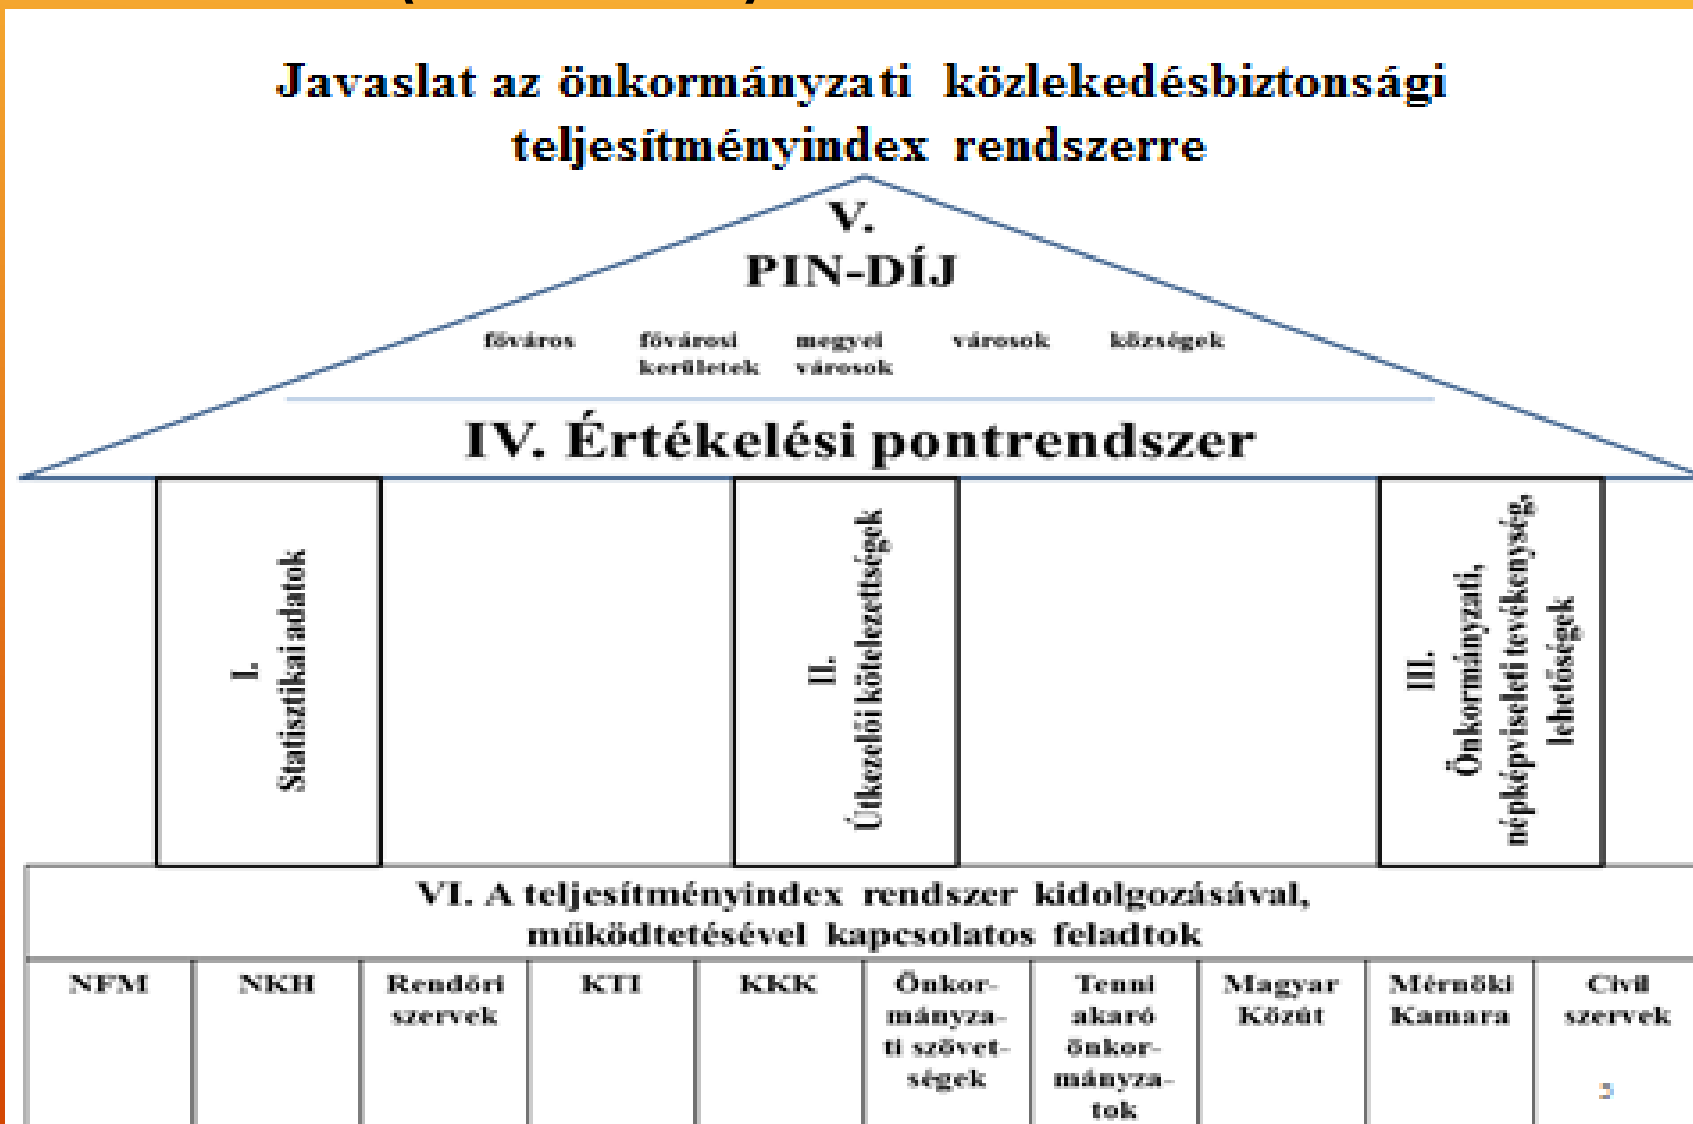 Javaslat az önkormányzati közlekedésbiztonsági
teljesítményindex rendszerre
V.
PIN-DÍJ
főváros
fővárosi
kerületek
megyei
városok
városok
községek
IV. Értékelési pontrendszer
I.
Statisztikai adatok
II.
Útkezelői kötelezettségek
III.
Önkormányzati,
népképviseleti tevékenység,
lehetőségek
VI. A teljesítményindex rendszer kidolgozásával,
működtetésével kapcsolatos feladtok
NFM
NKH
Rendőri
szervek
KTI
KKK
Önkor-
mányza-
ti szövet-
ségek
Tenni
akaró
önkor-
mányza-
tok
Magyar
Közút
Mérnöki
Kamara
Civil
szervek